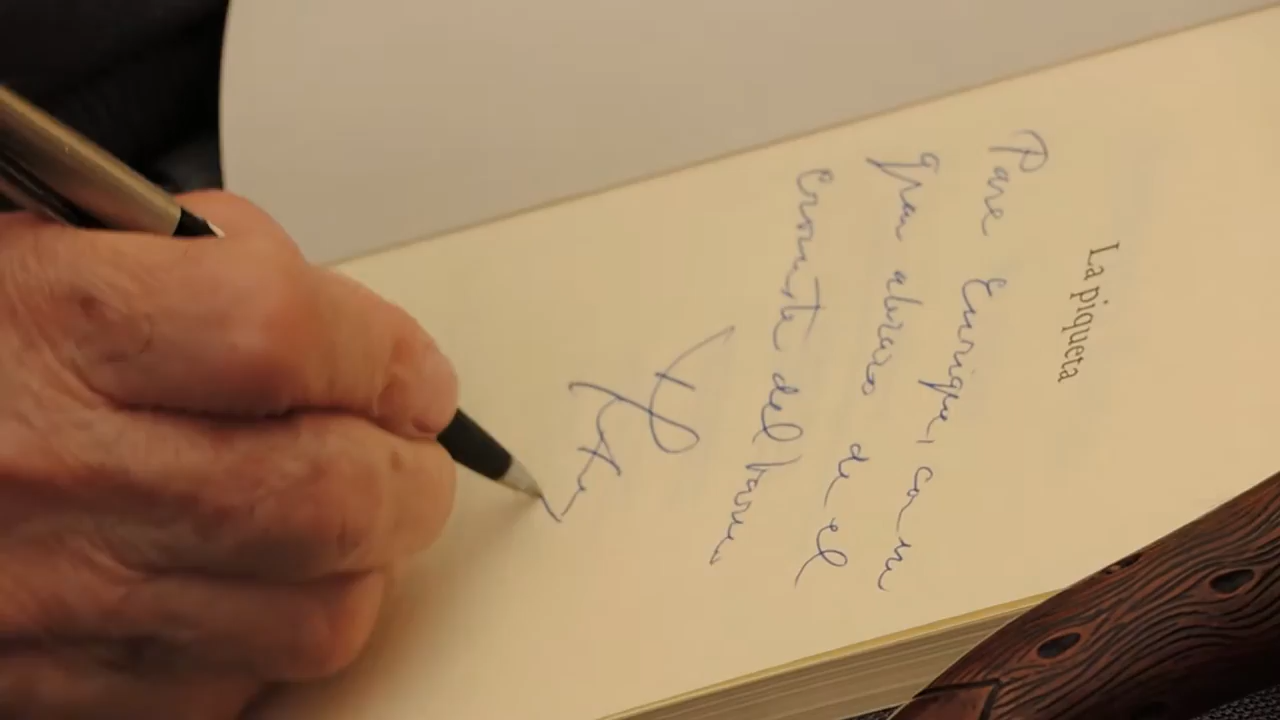 La piqueta
Para Enrique, con un
gran abrazo de el
cronista del barrio